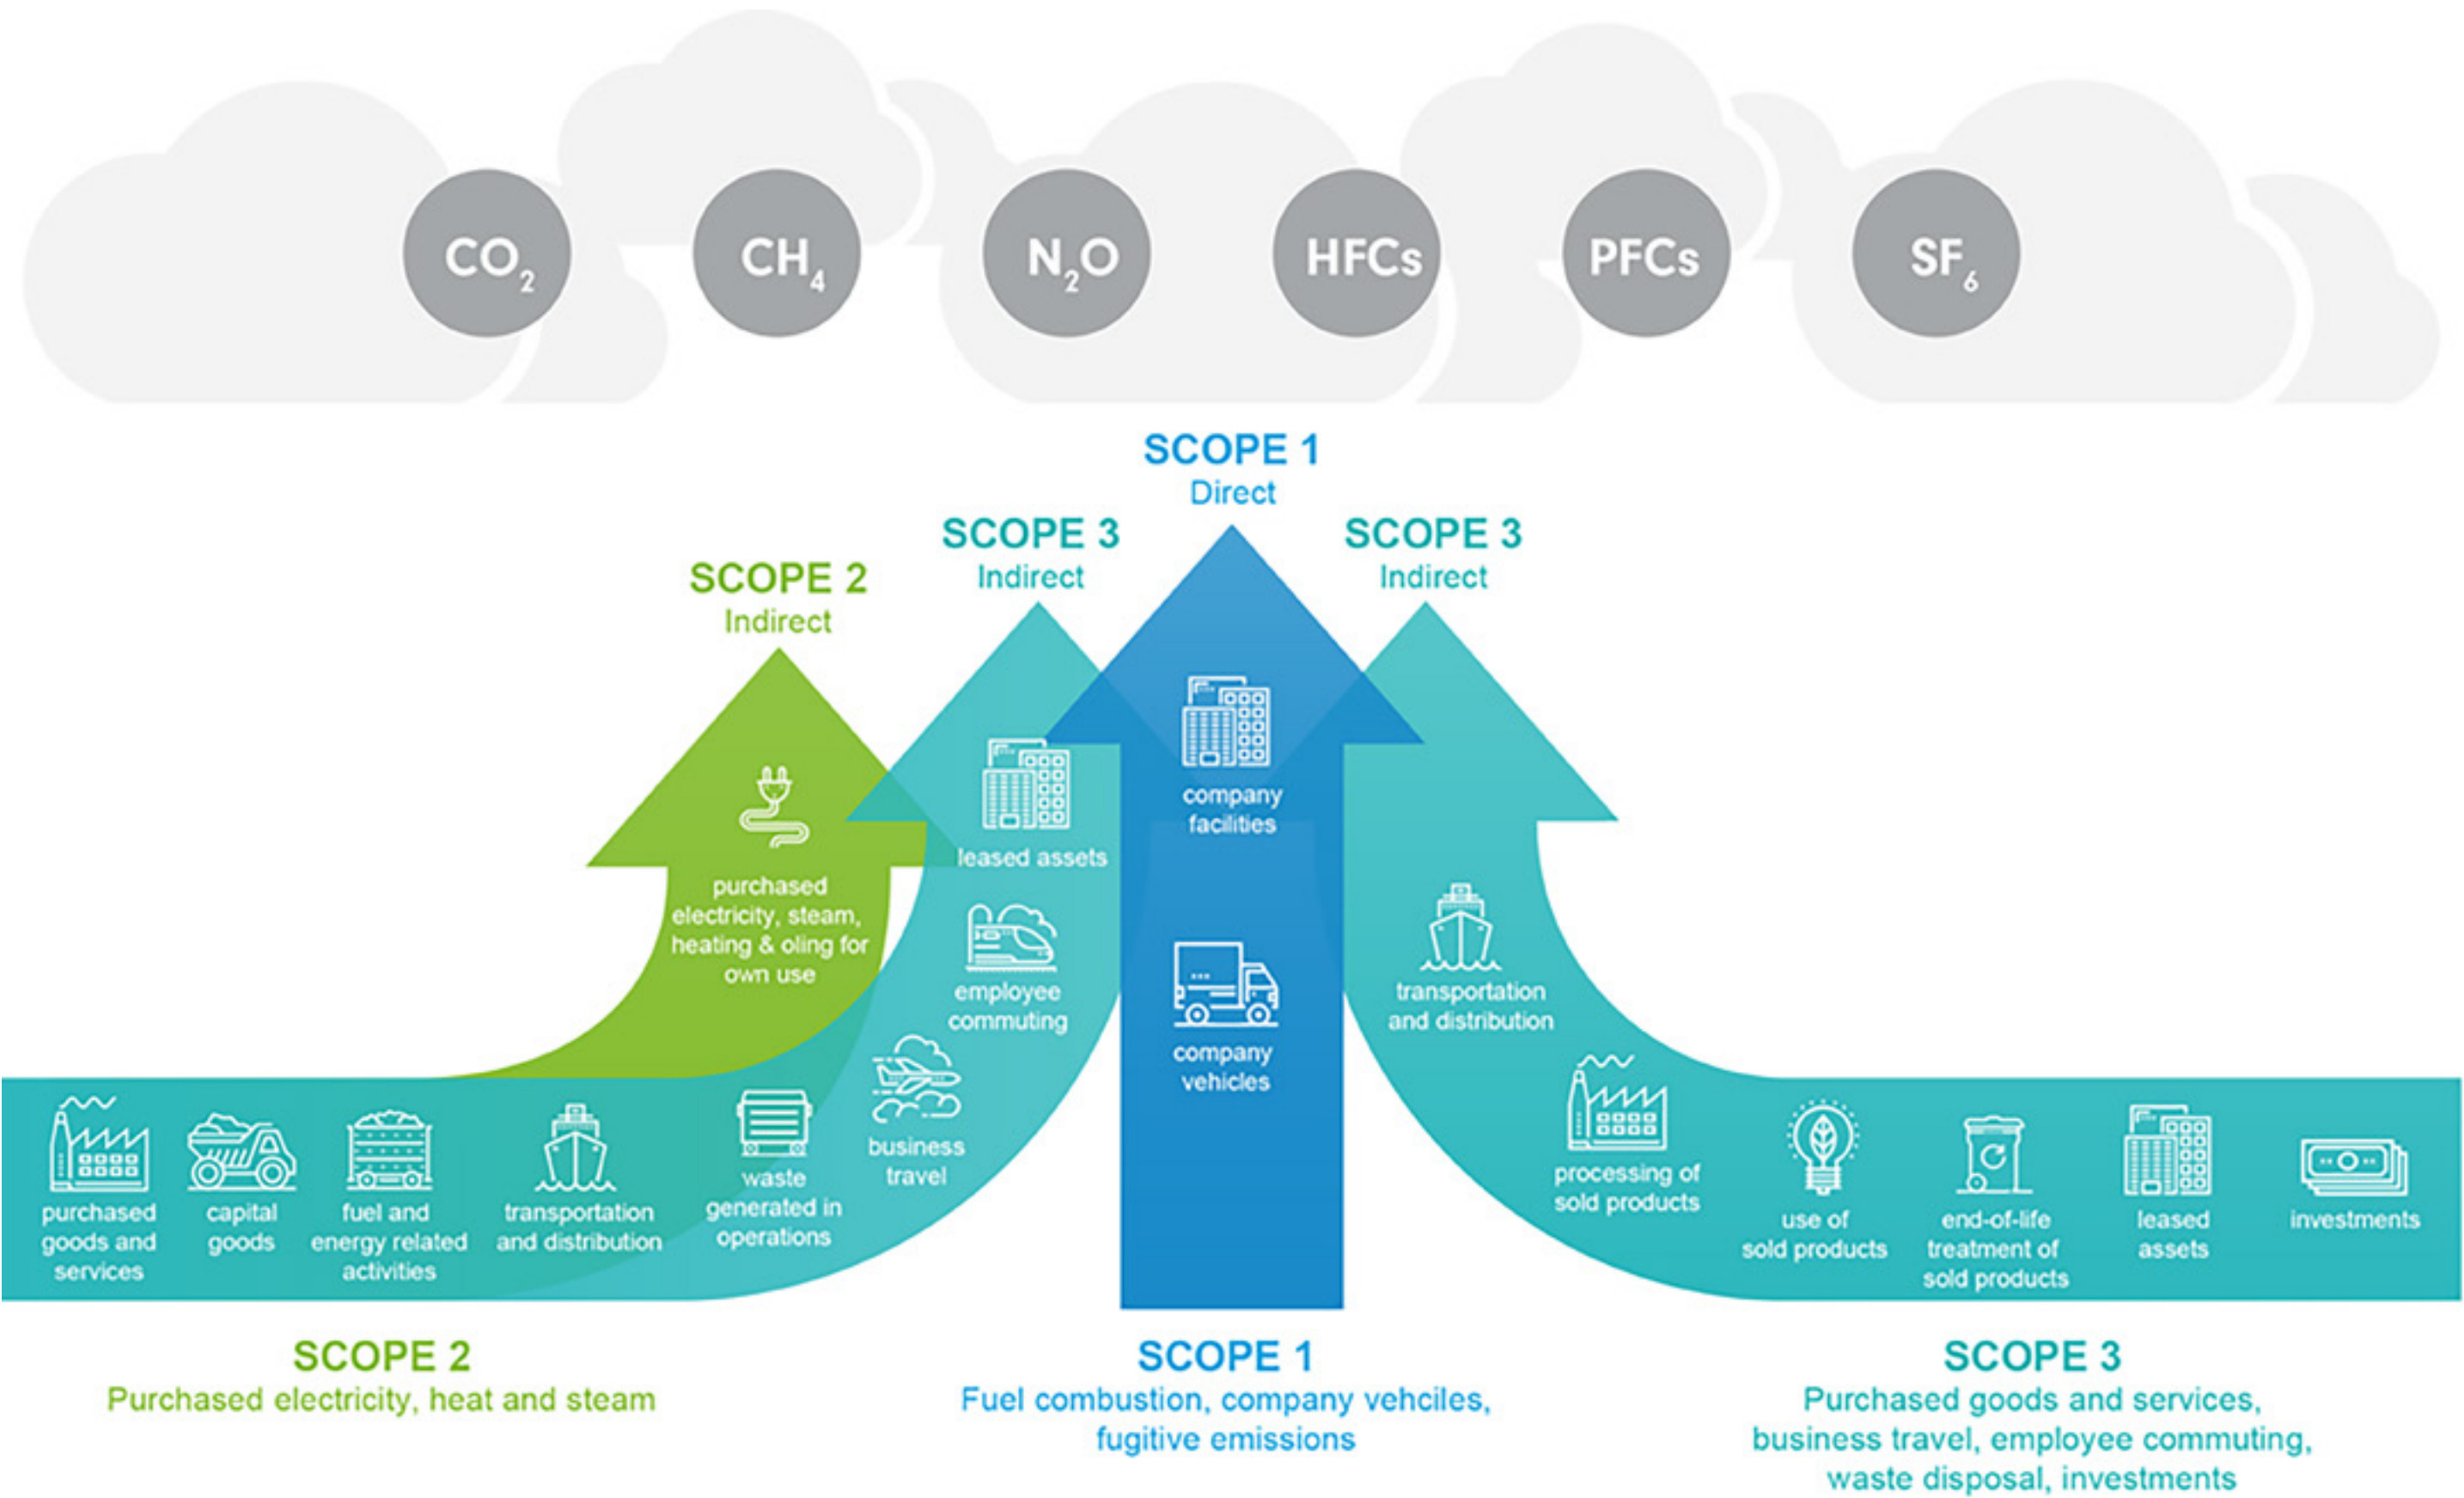 CO2
CH4
N2O
HFCs
PFCs
SF6
SCOPE 1
Direct
SCOPE 3
Indirect
SCOPE 3
Indirect
SCOPE 2
Indirect
purchased
electricity, steam,
heating & oling for
own use
leased assets
employee
commuting
business
travel
company
facilities
company
vehicles
transportation
and distribution
processing of
sold products
purchased
goods and
services
capital
goods
fuel and
energy related
activities
transportation
and distribution
waste
generated in
operations
use of
sold products
end-of-life
treatment of
sold products
leased
assets
investments
SCOPE 2
Purchased electricity, heat and steam
SCOPE 1
Fuel combustion, company vehciles,
fugitive emissions
SCOPE 3
Purchased goods and services,
business travel, employee commuting,
waste disposal, investments